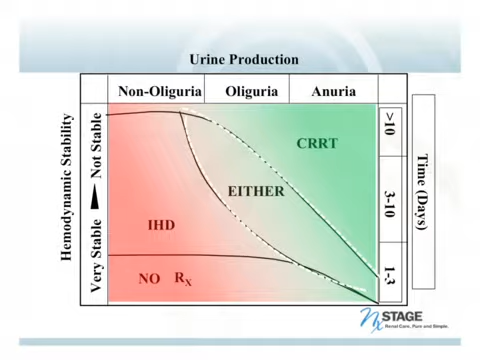 Urine Production
Non-Oliguria
Oliguria
Anuria
Hemodynamic Stability
Very Stable
Not Stable
CRRT
EITHER
IHD
NO Rx
>10
3-10
1-3
Time (Days)
NxSTAGE
Renal Care, Pure and Simple.